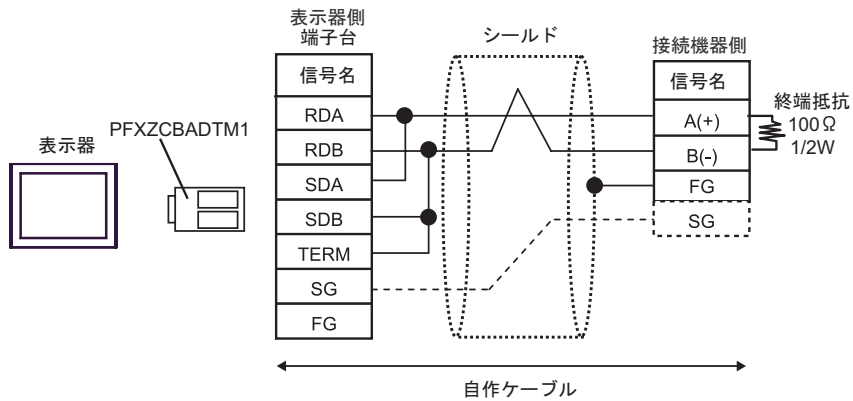 表示器
PFXZCBADTM1
表示器側
端子台
信号名
RDA
RDB
SDA
SDB
TERM
SG
FG
シールド
接続機器側
信号名
A(+)
B(-)
FG
SG
終端抵抗
100Ω
1/2W
自作ケーブル